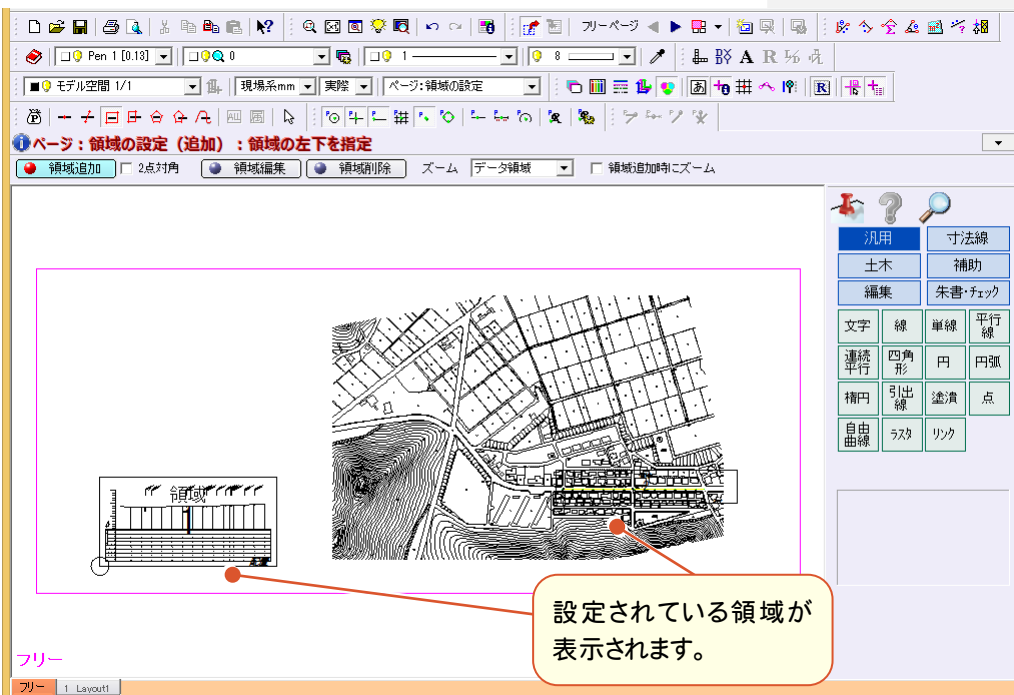 フリーページ
Pen 1 [0.13]
0
1
8
A R
モデル空間 1/1
現場系mm
実際
ページ:領域の設定
あ
R
ページ：領域の設定（追加）：領域の左下を指定
領域追加
2点対角
領域編集
領域削除
ズーム
データ領域
領域追加時にズーム
汎用
寸法線
土木
補助
編集
朱書・チェック
文字
線
単線
平行
線
連続
平行
四角
形
円
円弧
楕円
引出
線
塗潰
点
自由
曲線
ラスタ
リンク
領域
設定されている領域が
表示されます。
フリー
フリー
1 Layout1